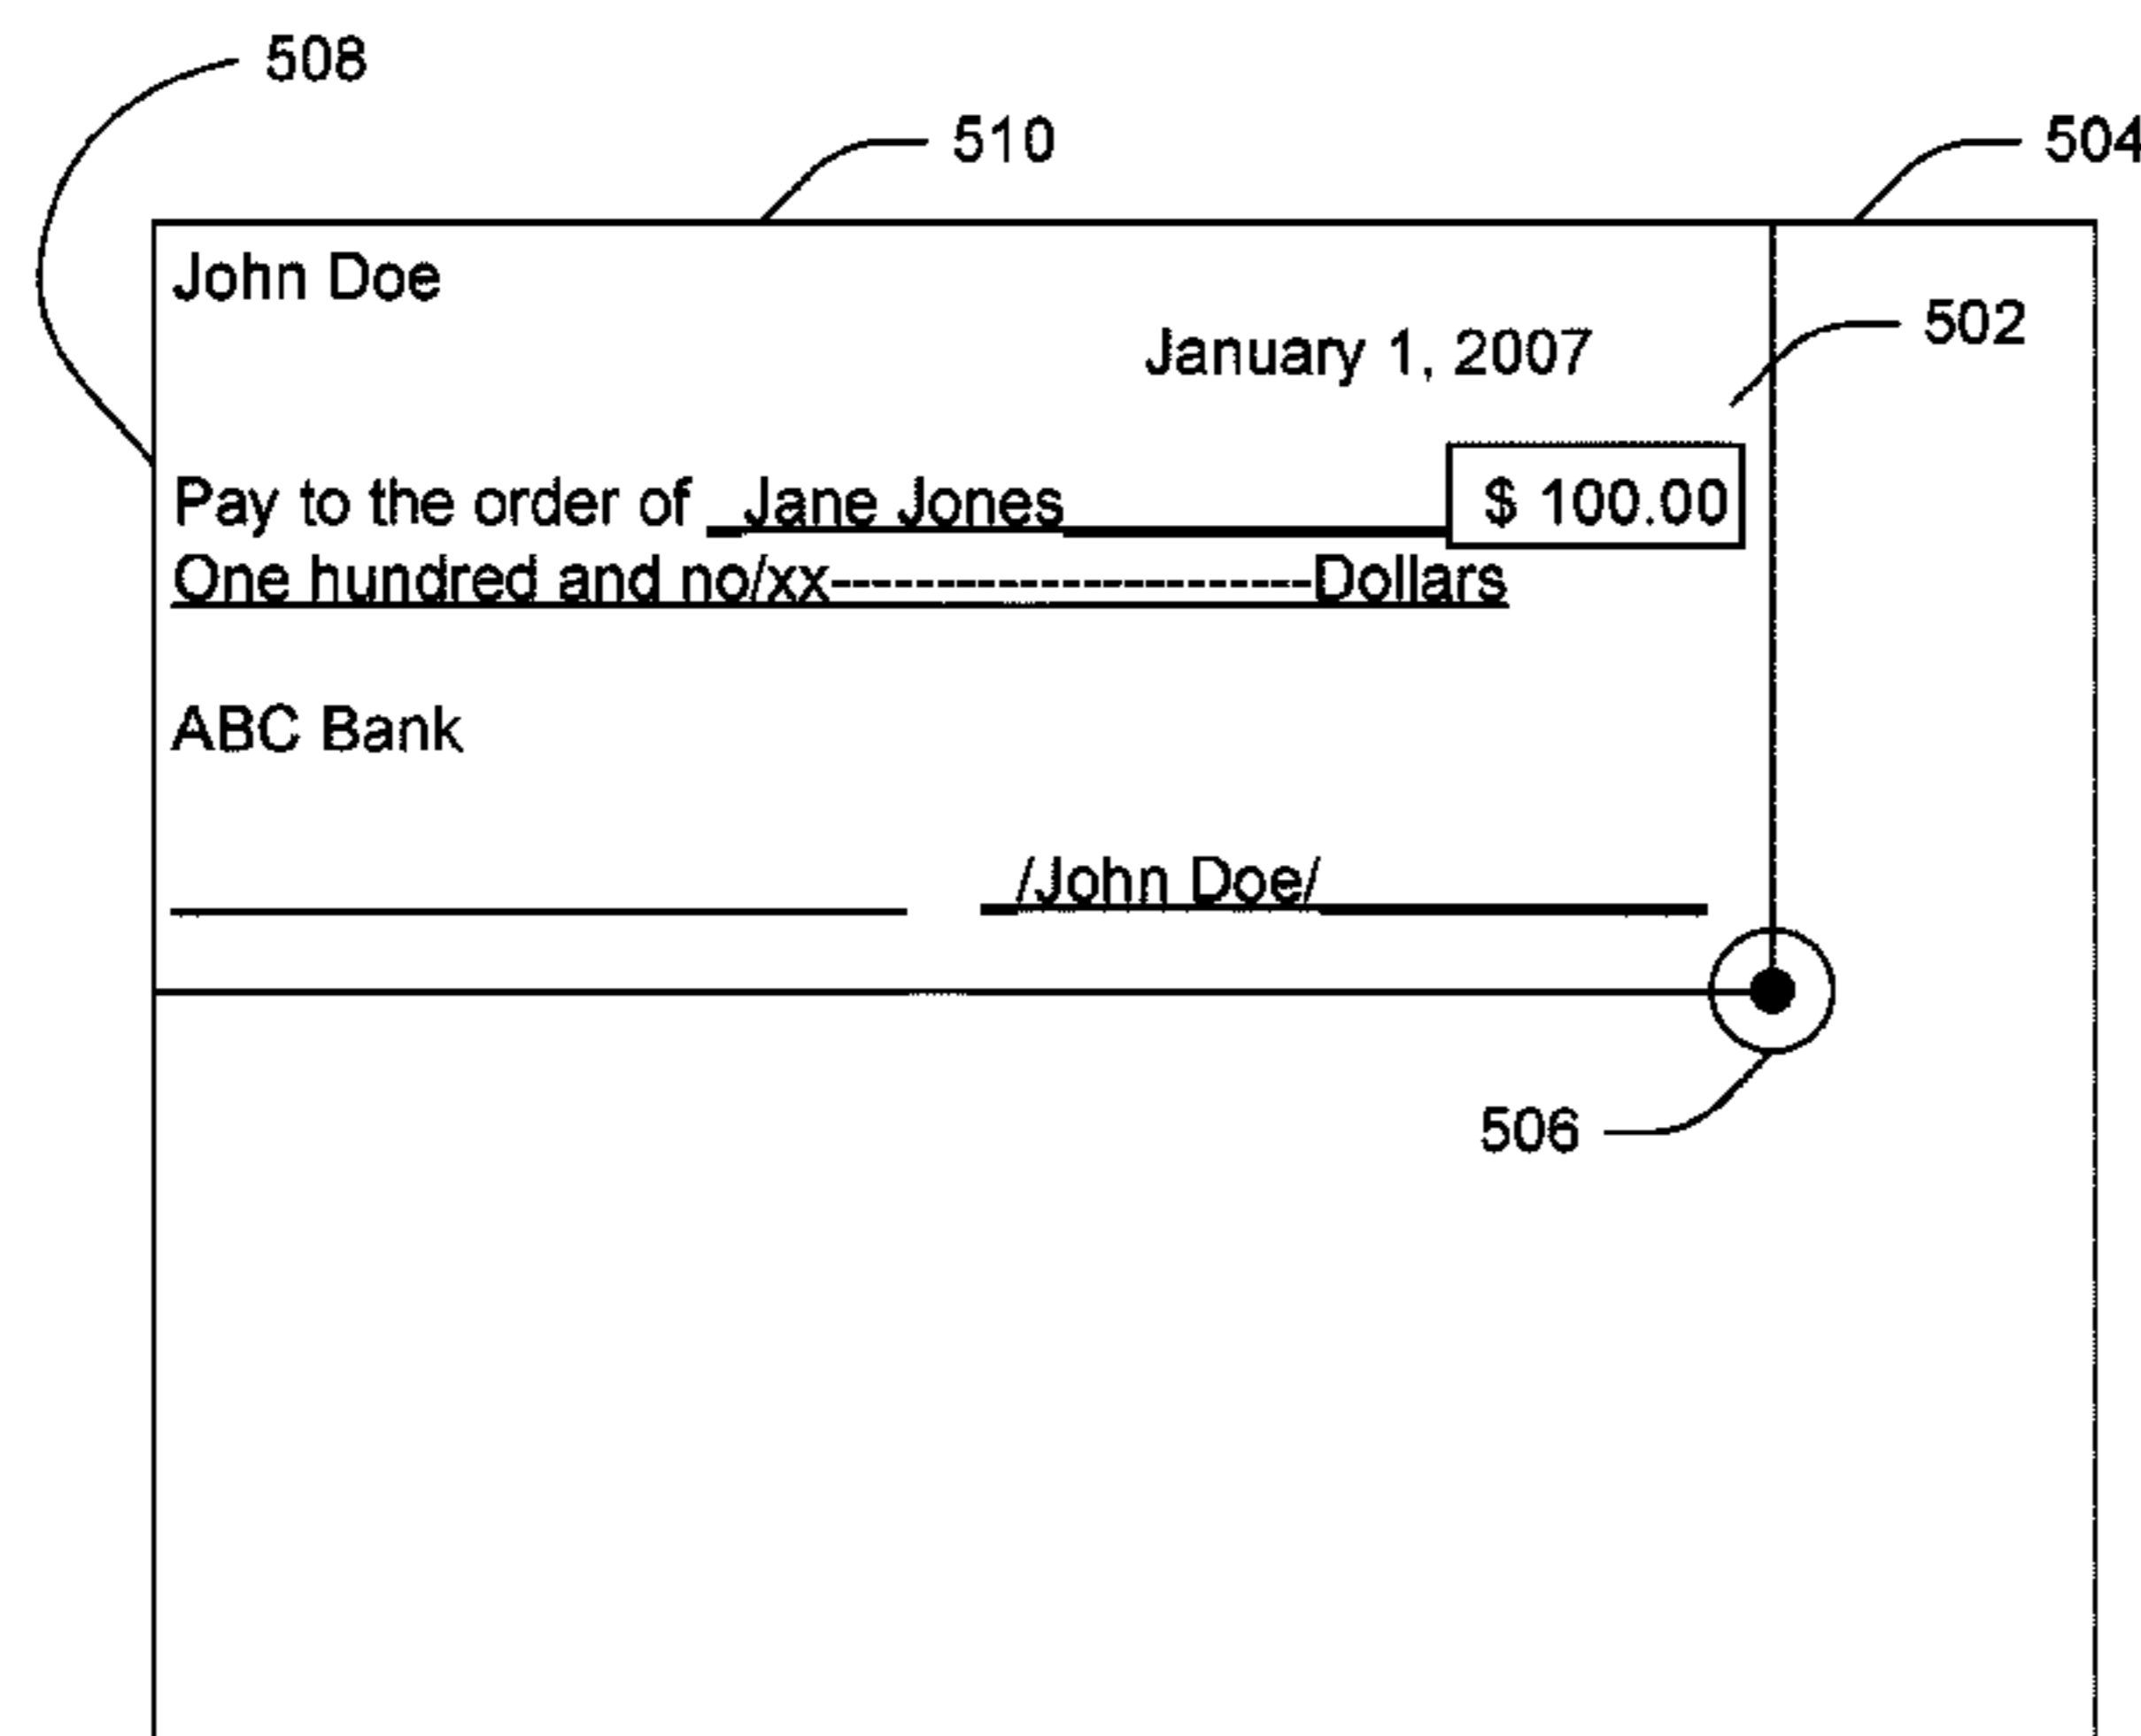 508
510
504
John Doe
502
January 1, 2007
Pay to the order of Jane Jones $ 100.00
One hundred and no/xx-----------------------Dollars
ABC Bank
/John Doe/
506